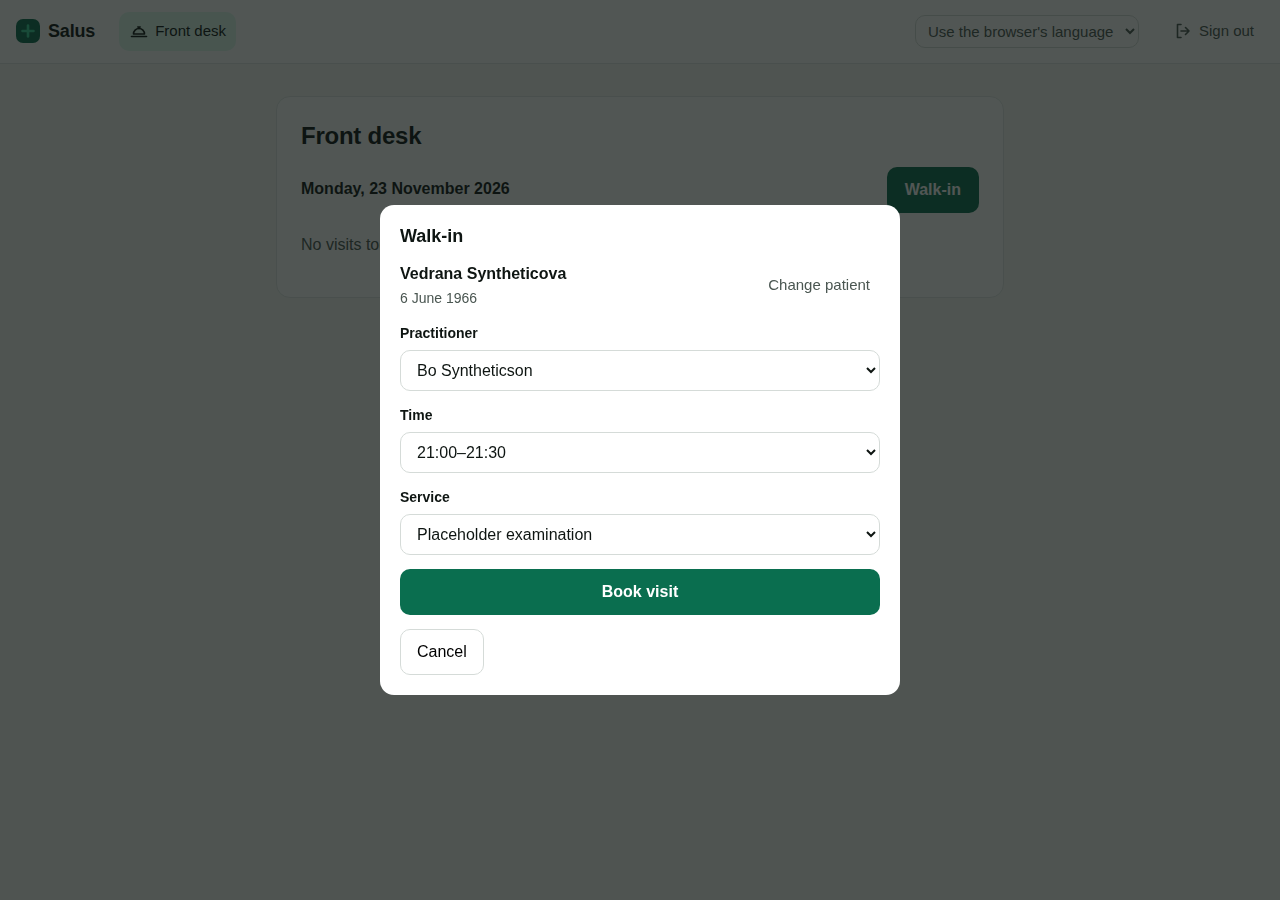 Salus
Front desk
Use the browser's language
Sign out
Front desk
Monday, 23 November 2026
Walk-in
No visits to
Walk-in
Vedrana Syntheticova
6 June 1966
Change patient
Practitioner
Bo Syntheticson
Time
21:00–21:30
Service
Placeholder examination
Book visit
Cancel